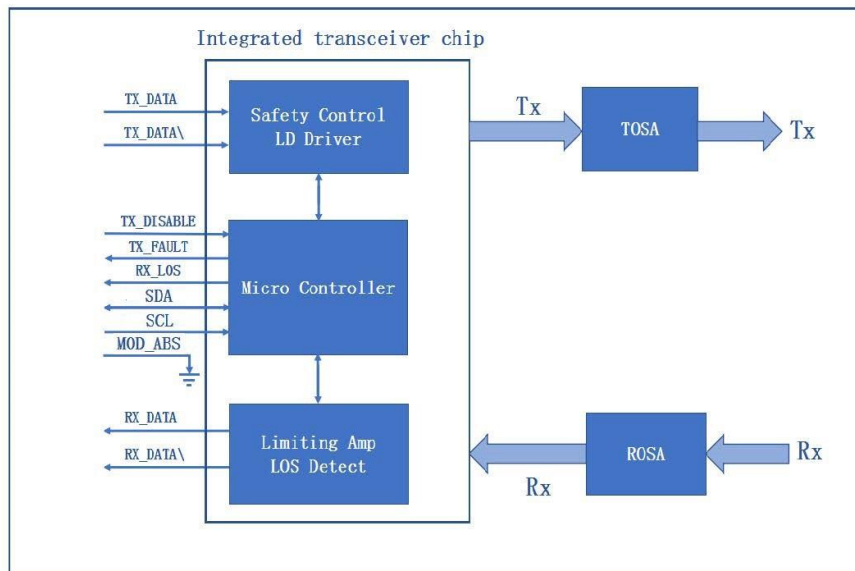 Integrated transceiver chip
TX_DATA
TX_DATA\
Safety Control
LD Driver
Tx
TOSA
Tx
TX_DISABLE
TX_FAULT
RX_LOS
SDA
SCL
MOD_ABS
Micro Controller
RX_DATA
RX_DATA\
Limiting Amp
LOS Detect
Rx
ROSA
Rx